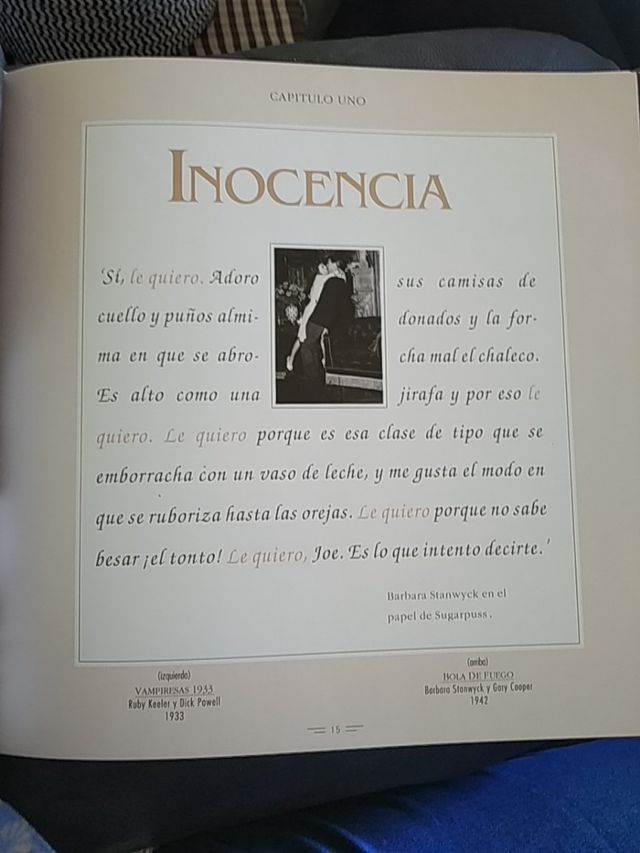 CAPITULO UNO
INOCENCIA
'Sí, le quiero. Adoro sus camisas de
cuello y puños almi- donados y la for-
ma en que se abro- cha mal el chaleco.
Es alto como una jirafa y por eso le
quiero. Le quiero porque es esa clase de tipo que se
emborracha con un vaso de leche, y me gusta el modo en
que se ruboriza hasta las orejas. Le quiero porque no sabe
besar ¡el tonto! Le quiero, Joe. Es lo que intento decirte.'
Barbara Stanwyck en el
papel de Sugarpuss.
(izquierda)
VAMPIRESAS 1933
Ruby Keeler y Dick Powell
1933
(arriba)
BOLA DE FUEGO
Barbara Stanwyck y Gary Cooper
1942
15